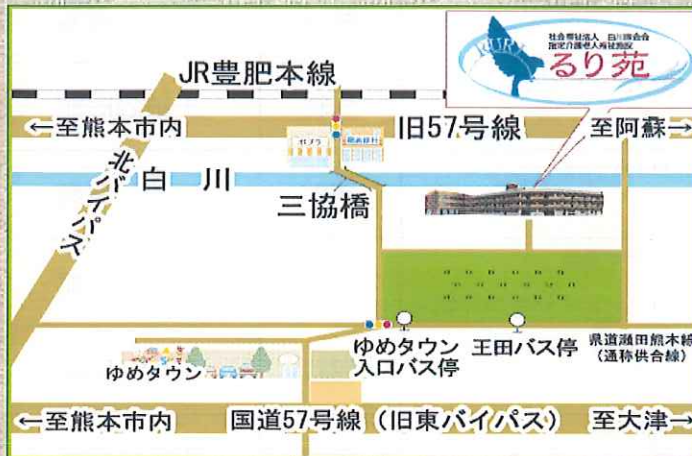 社会福祉法人 白川園会会
指定介護老人福祉施設
RURI
るり苑
JR豊肥本線
←至熊本市内
旧57号線
至阿蘇→
ポプラ
北バイパス
白川
三協橋
ゆめタウン
ゆめタウン
入口バス停
王田バス停
県道瀬田熊本線
(通称供合線)
←至熊本市内
国道57号線(旧東バイパス)
至大津→